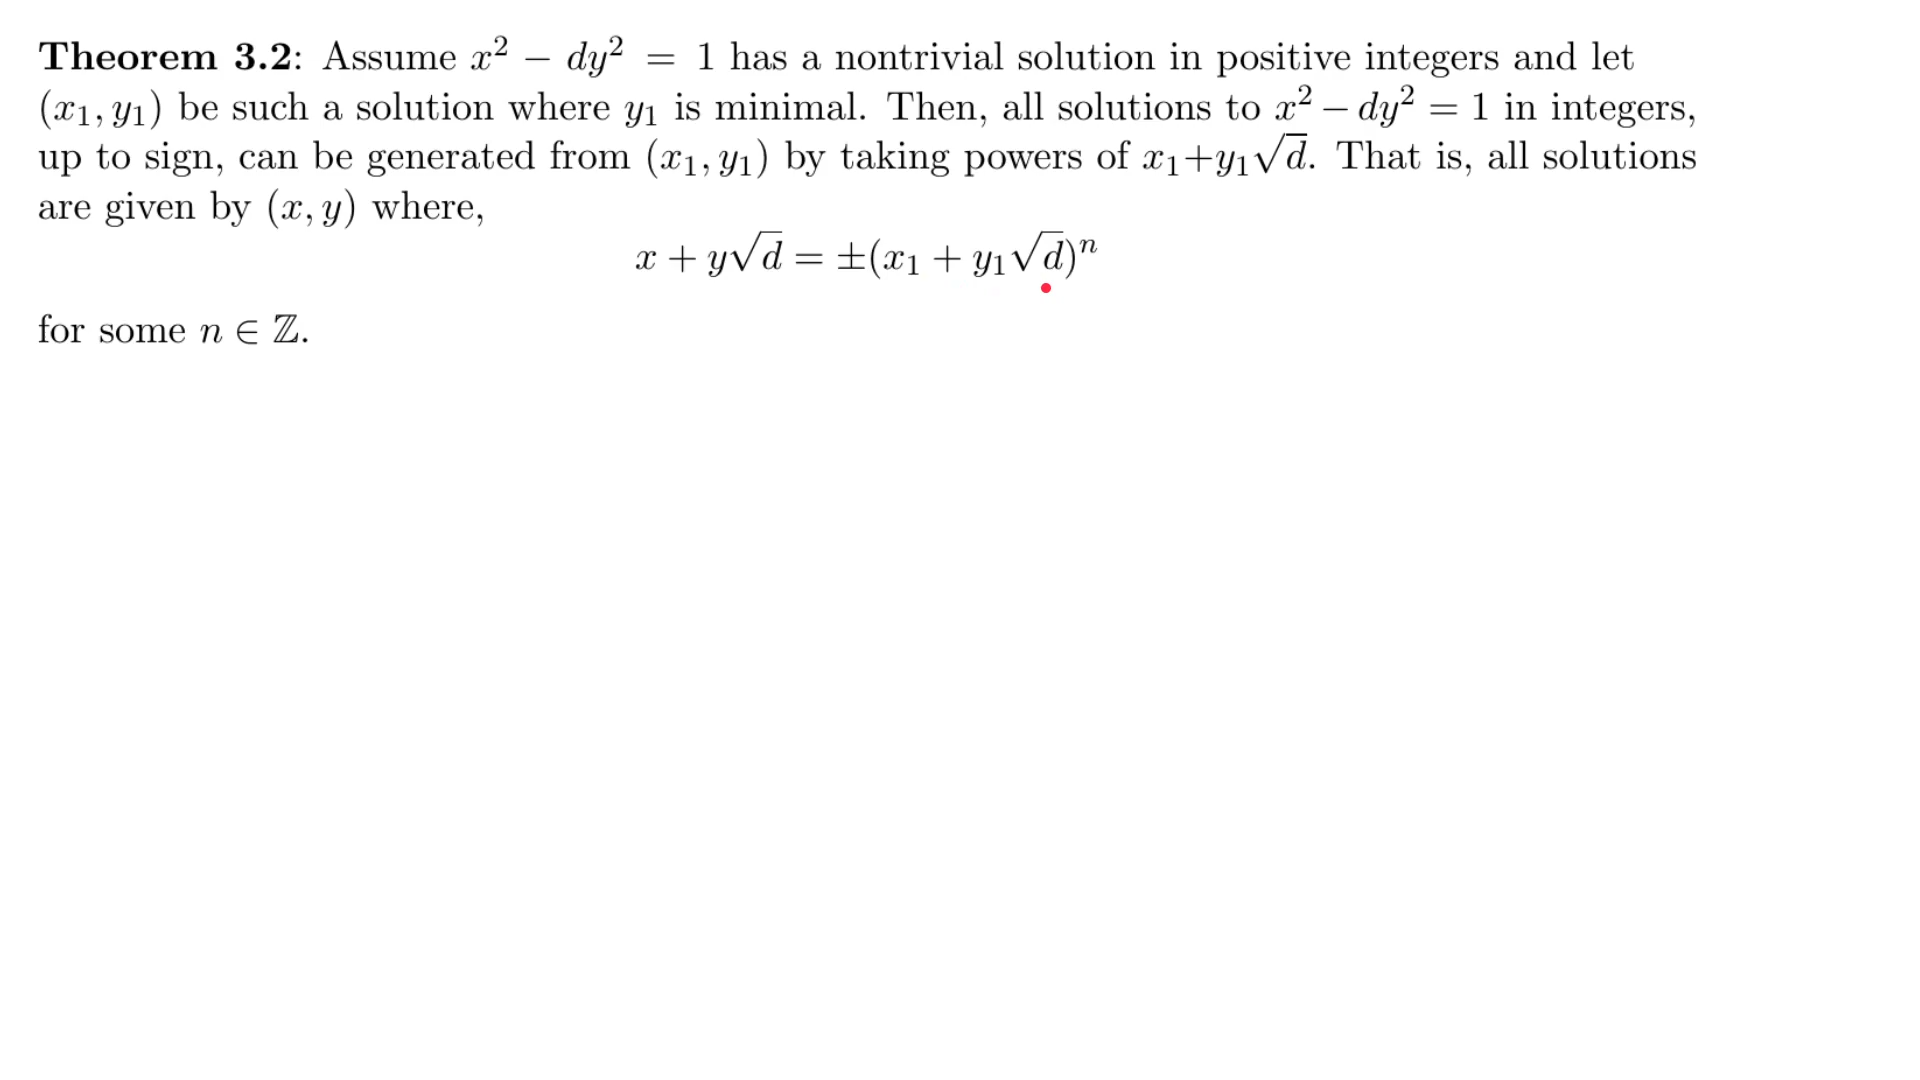 Theorem 3.2: Assume x² − dy² = 1 has a nontrivial solution in positive integers and let
(x₁, y₁) be such a solution where y₁ is minimal. Then, all solutions to x² − dy² = 1 in integers,
up to sign, can be generated from (x₁, y₁) by taking powers of x₁+y₁√d. That is, all solutions
are given by (x, y) where,
x + y√d = ±(x₁ + y₁√d)ⁿ
for some n ∈ ℤ.